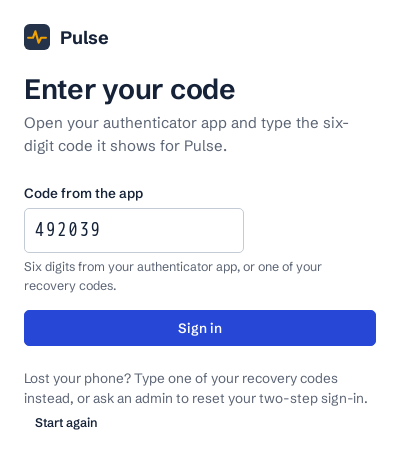 Pulse
Enter your code
Open your authenticator app and type the six-
digit code it shows for Pulse.
Code from the app
492039
Six digits from your authenticator app, or one of your
recovery codes.
Sign in
Lost your phone? Type one of your recovery codes
instead, or ask an admin to reset your two-step sign-in.
Start again